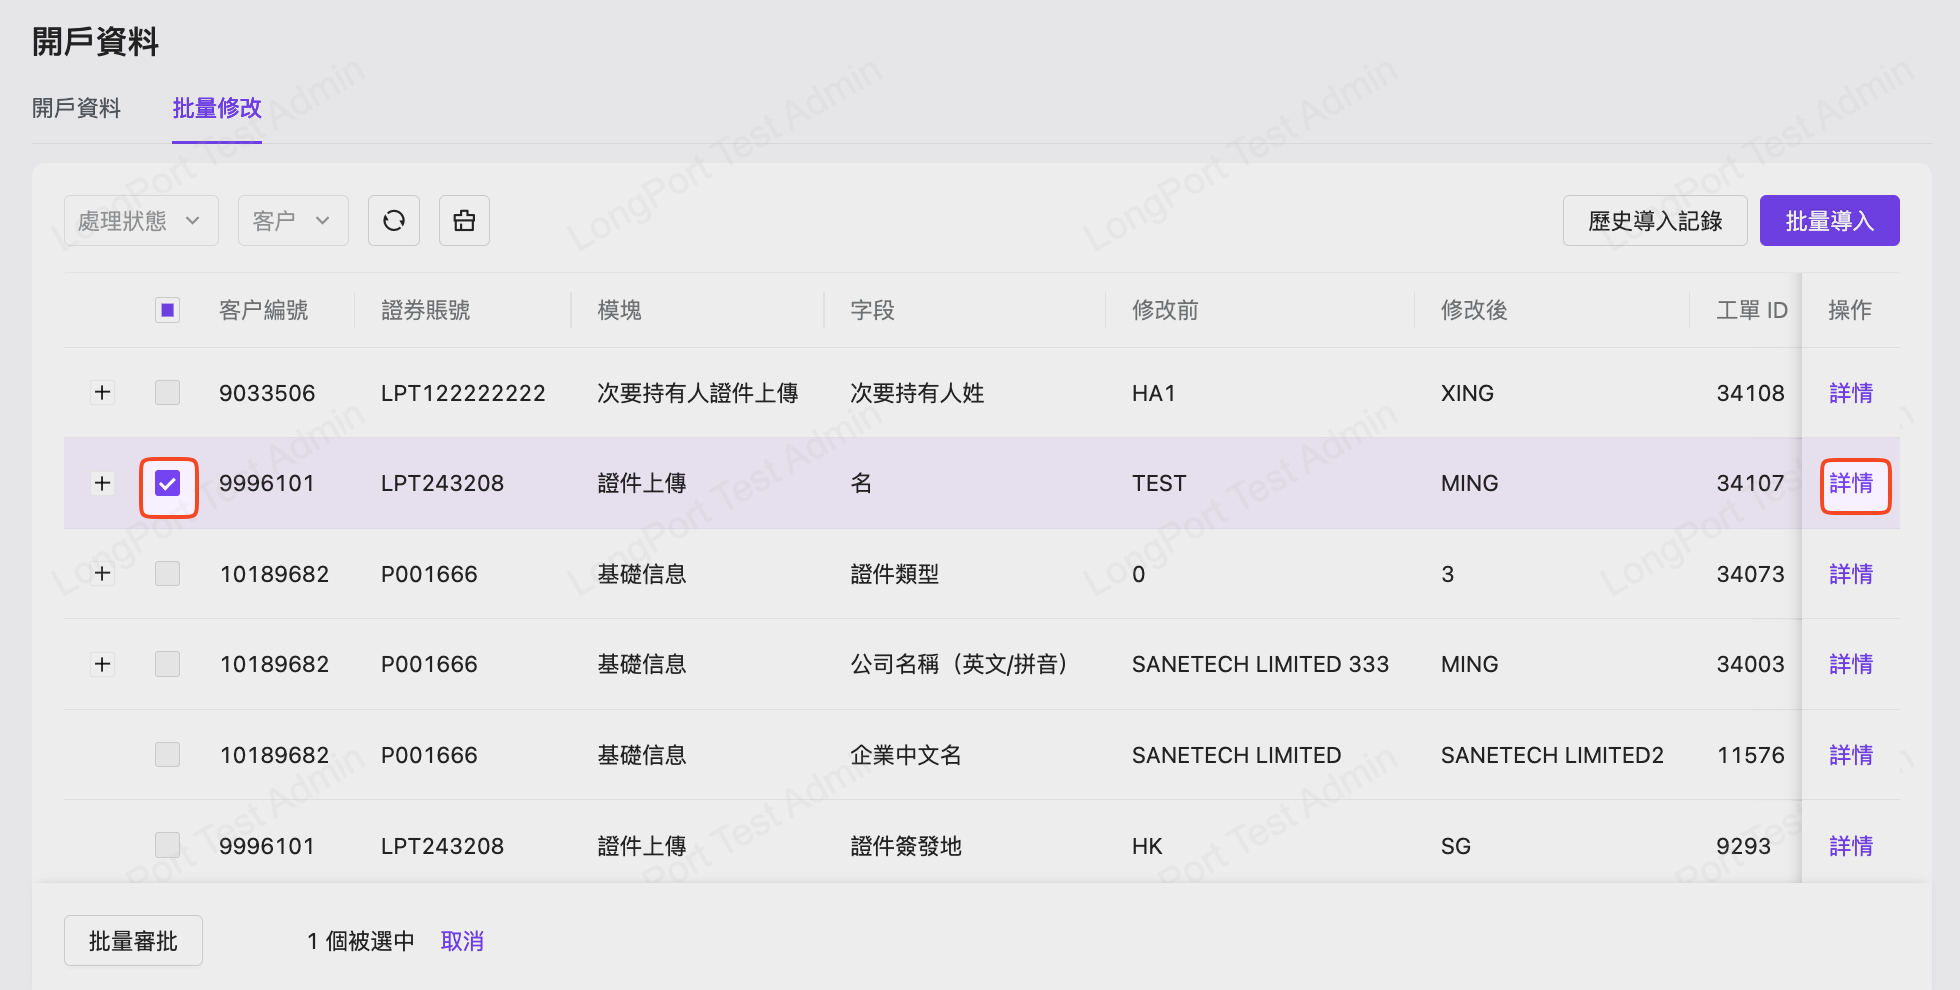 開戶資料
開戶資料 批量修改
處理狀態 客户 歷史導入記錄 批量導入
客户編號 證券賬號 模塊 字段 修改前 修改後 工單 ID 操作
9033506 LPT122222222 次要持有人證件上傳 次要持有人姓 HA1 XING 34108 詳情
9996101 LPT243208 證件上傳 名 TEST MING 34107 詳情
10189682 P001666 基礎信息 證件類型 0 3 34073 詳情
10189682 P001666 基礎信息 公司名稱（英文/拼音） SANETECH LIMITED 333 MING 34003 詳情
10189682 P001666 基礎信息 企業中文名 SANETECH LIMITED SANETECH LIMITED2 11576 詳情
9996101 LPT243208 證件上傳 證件簽發地 HK SG 9293 詳情
批量審批 1 個被選中 取消
LongPort Test Admin